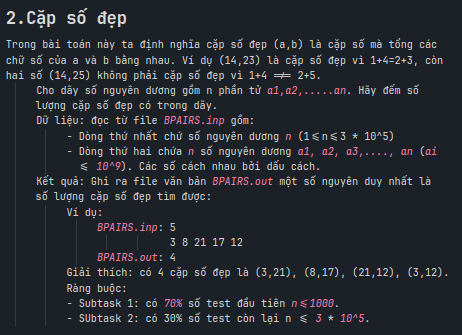 2.Cặp số đẹp
Trong bài toán này ta định nghĩa cặp số đẹp (a,b) là cặp số mà tổng các
chữ số của a và b bằng nhau. Ví dụ (14,23) là cặp số đẹp vì 1+4=2+3, còn
hai số (14,25) không phải cặp số đẹp vì 1+4 =/= 2+5.
Cho dãy số nguyên dương gồm n phần tử a1,a2,.....an. Hãy đếm số
lượng cặp số đẹp có trong dãy.
Dữ liệu: đọc từ file BPAIRS.inp gồm:
- Dòng thứ nhất chứ số nguyên dương n (1≤n≤3 * 10^5)
- Dòng thứ hai chứa n số nguyên dương a1, a2, a3,...., an (ai
≤ 10^9). Các số cách nhau bởi dấu cách.
Kết quả: Ghi ra file văn bản BPAIRS.out một số nguyên duy nhất là
số lượng cặp số đẹp tìm được:
Ví dụ:
BPAIRS.inp: 5
3 8 21 17 12
BPAIRS.out: 4
Giải thích: có 4 cặp số đẹp là (3,21), (8,17), (21,12), (3,12).
Ràng buộc:
- Subtask 1: có 70% số test đầu tiên n≤1000.
- SUbtask 2: có 30% số test còn lại n ≤ 3 * 10^5.